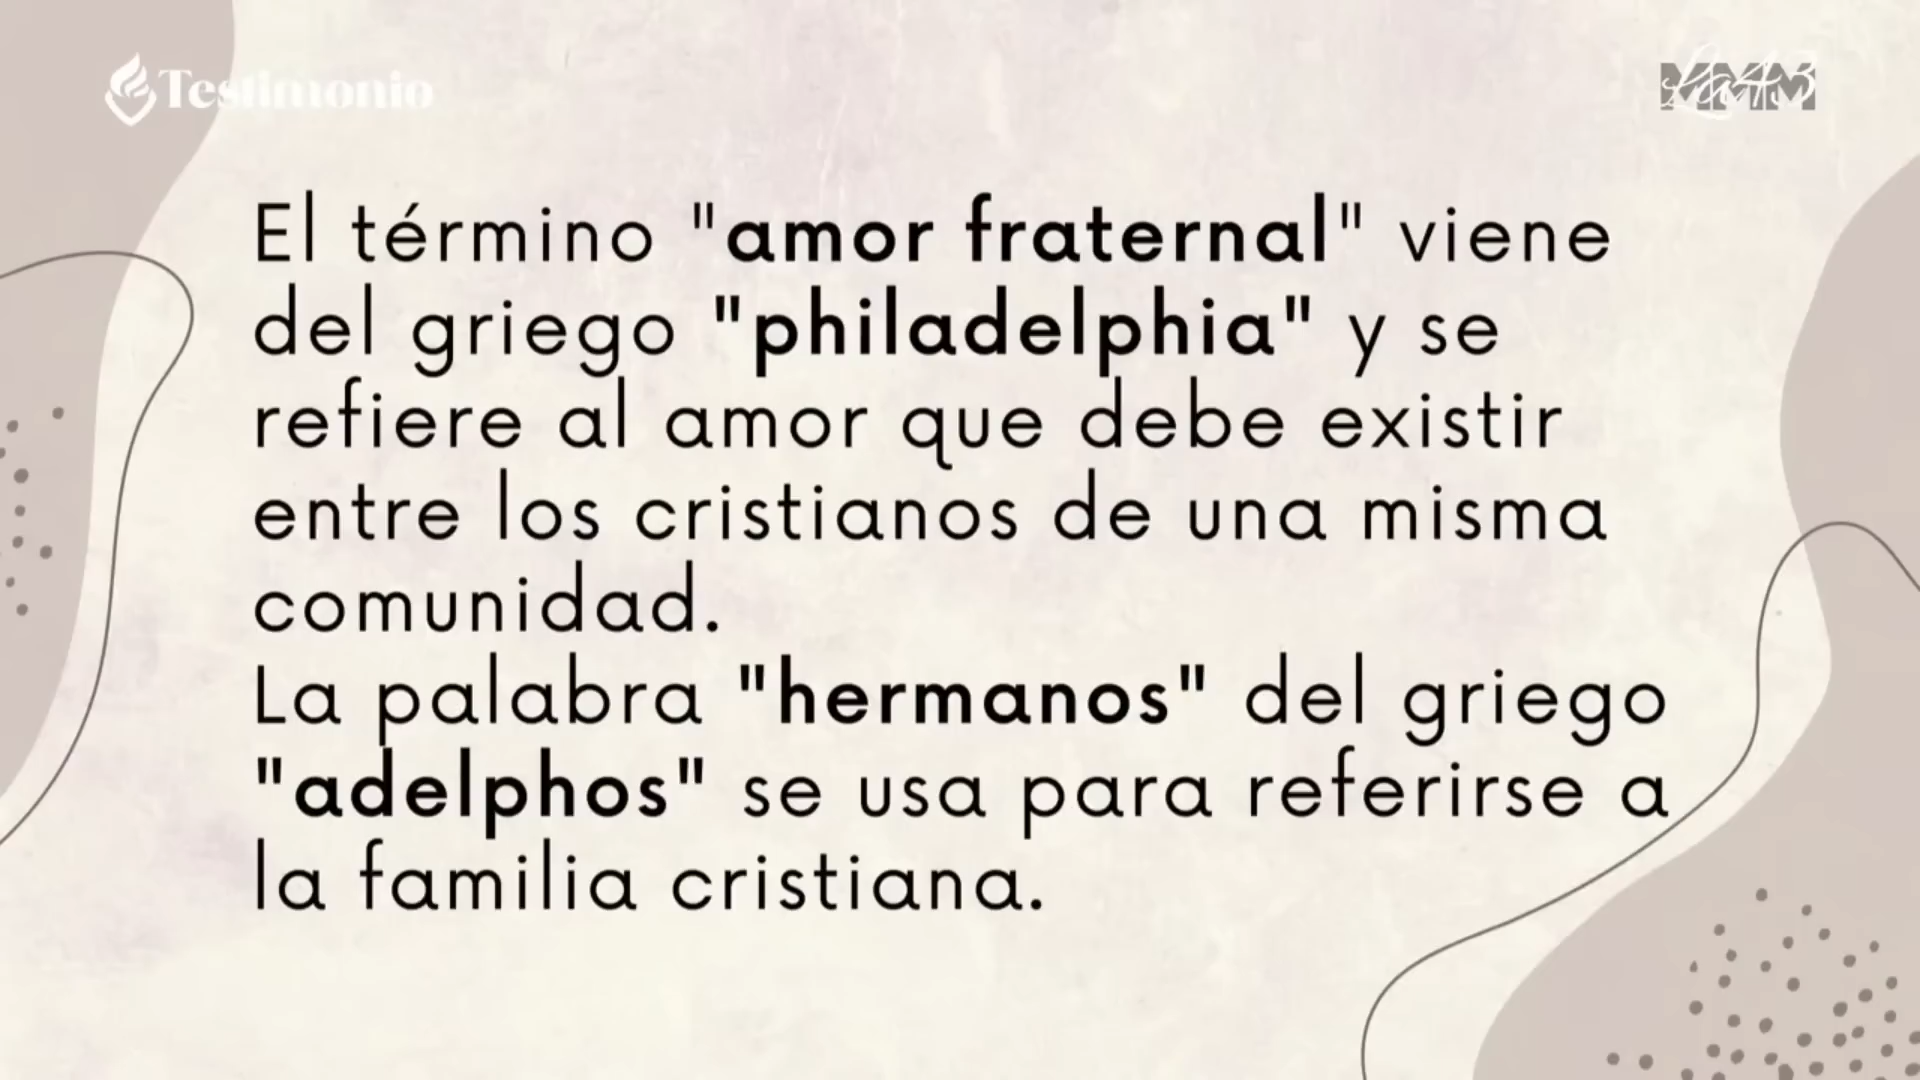 Testimonio
MMM
El término "amor fraternal" viene
del griego "philadelphia" y se
refiere al amor que debe existir
entre los cristianos de una misma
comunidad.
La palabra "hermanos" del griego
"adelphos" se usa para referirse a
la familia cristiana.